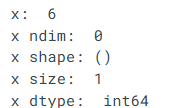 x:  6
x ndim:  0
x shape: ()
x size:  1
x dtype:  int64